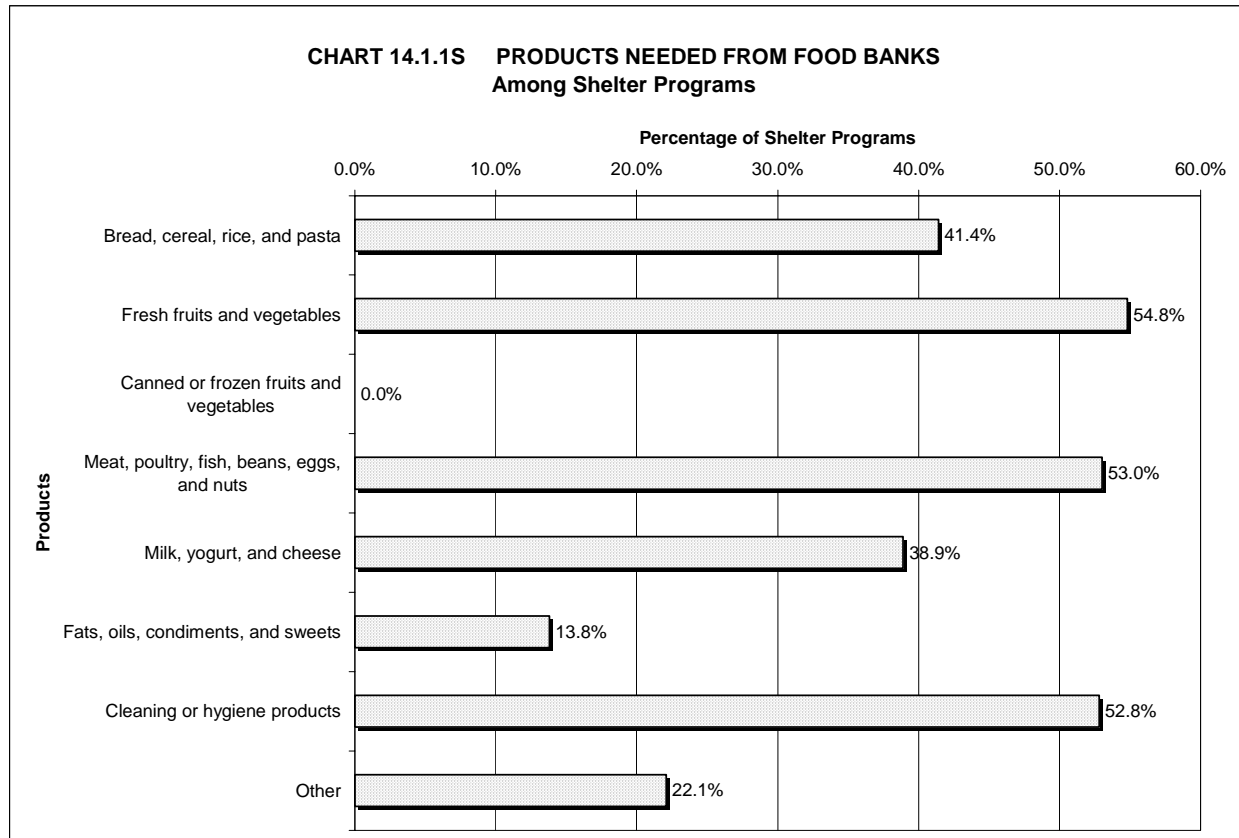 CHART 14.1.1S PRODUCTS NEEDED FROM FOOD BANKS
Among Shelter Programs
Percentage of Shelter Programs
0.0% 10.0% 20.0% 30.0% 40.0% 50.0% 60.0%
Products
Bread, cereal, rice, and pasta 41.4%
Fresh fruits and vegetables 54.8%
Canned or frozen fruits and
vegetables 0.0%
Meat, poultry, fish, beans, eggs,
and nuts 53.0%
Milk, yogurt, and cheese 38.9%
Fats, oils, condiments, and sweets 13.8%
Cleaning or hygiene products 52.8%
Other 22.1%